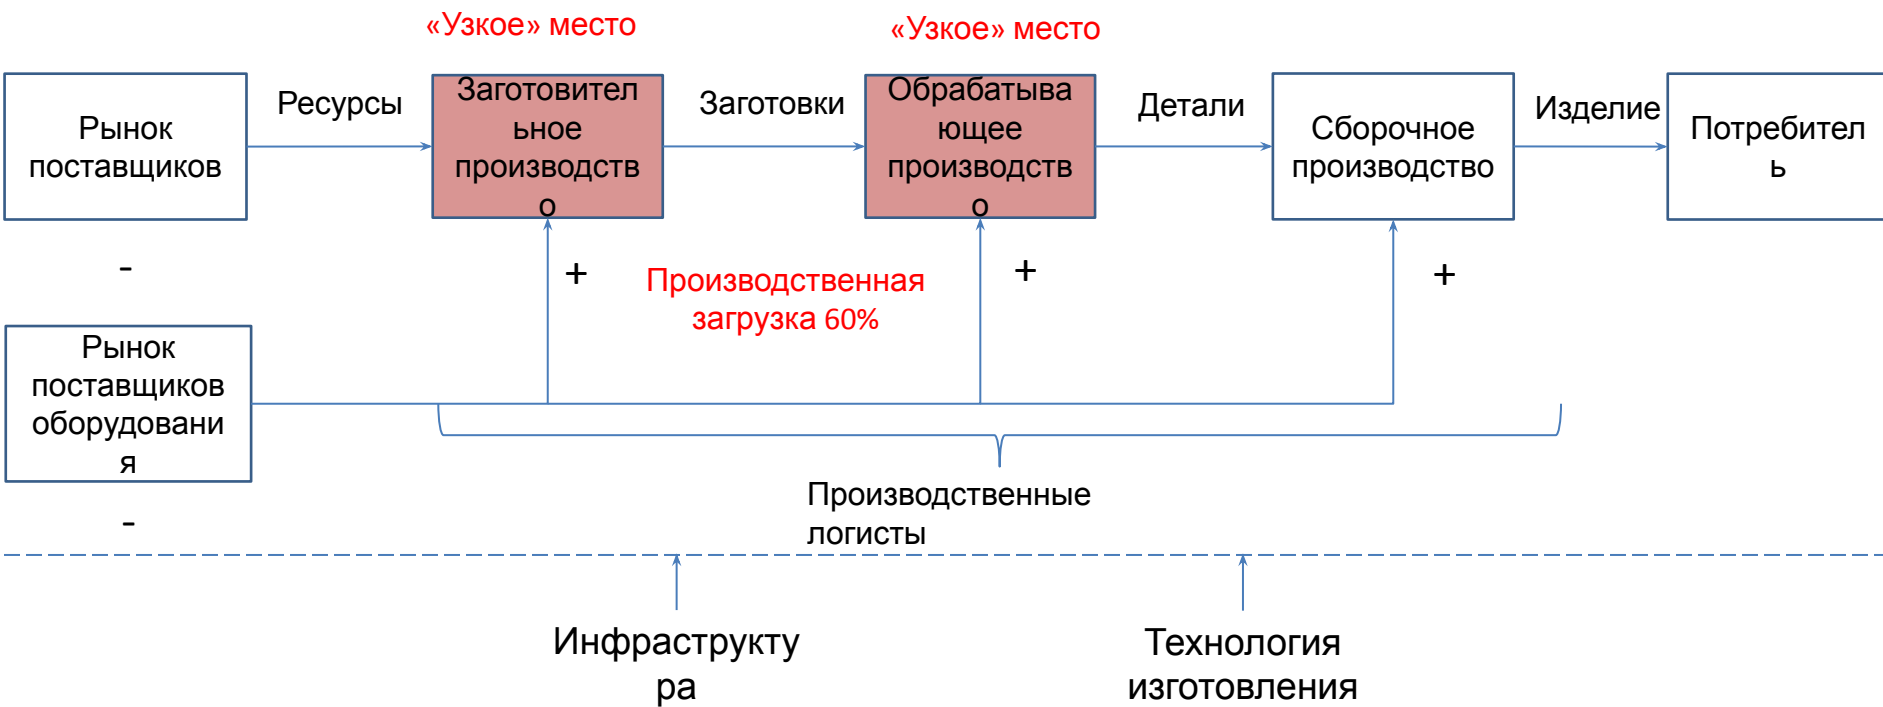 «Узкое» место
«Узкое» место
Рынок
поставщиков
Ресурсы
Заготовител
ьное
производств
о
Заготовки
Обрабатыва
ющее
производств
о
Детали
Сборочное
производство
Изделие
Потребител
ь
-
+
Производственная
загрузка 60%
+
+
Рынок
поставщиков
оборудовани
я
-
Производственные
логисты
Инфраструкту
ра
Технология
изготовления